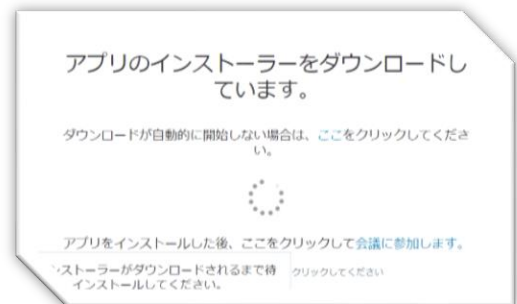 アプリのインストーラーをダウンロードし
ています。
ダウンロードが自動的に開始しない場合は、ここをクリックしてくださ
い。
アプリをインストールした後、ここをクリックして会議に参加します。
ストーラーがダウンロードされるまで待
クリックしてください
インストールしてください。